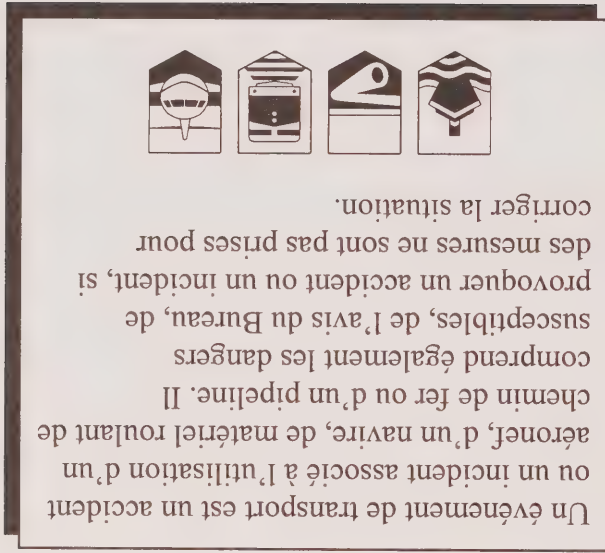 Un événement de transport est un accident
ou un incident associé à l'utilisation d'un
aéronef, d'un navire, de matériel roulant de
chemin de fer ou d'un pipeline. Il
comprend également les dangers
susceptibles, de l'avis du Bureau, de
provoquer un accident ou un incident, si
des mesures ne sont pas prises pour
corriger la situation.